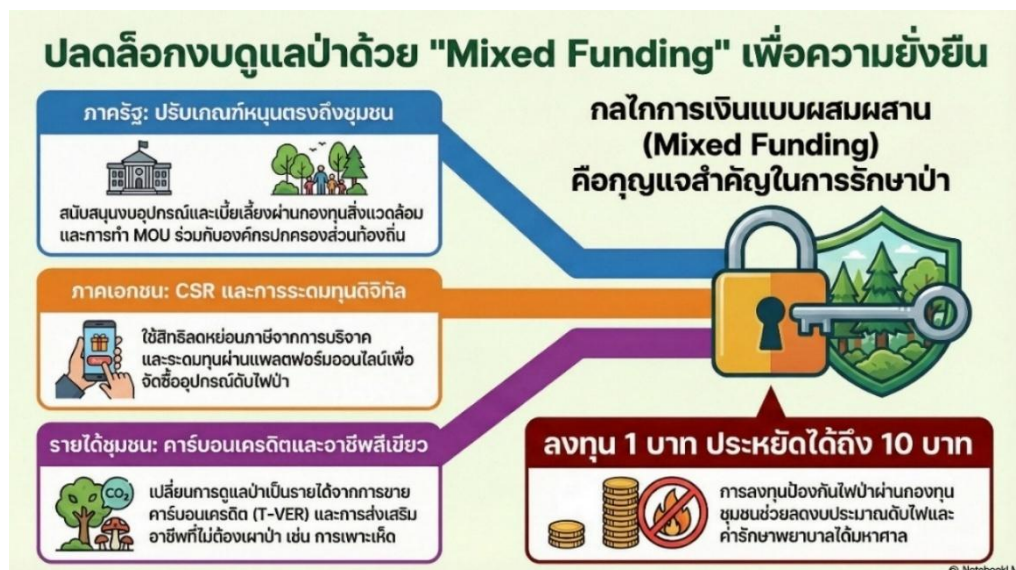 ปลดล็อกงบดูแลป่าด้วย "Mixed Funding" เพื่อความยั่งยืน
ภาครัฐ: ปรับเกณฑ์หนุนตรงถึงชุมชน
สนับสนุนงบอุปกรณ์และเบี้ยเลี้ยงผ่านกองทุนสิ่งแวดล้อม
และการทำ MOU ร่วมกับองค์กรปกครองส่วนท้องถิ่น
ภาคเอกชน: CSR และการระดมทุนดิจิทัล
ใช้สิทธิลดหย่อนภาษีจากการบริจาค
และระดมทุนผ่านแพลตฟอร์มออนไลน์เพื่อ
จัดซื้ออุปกรณ์ดับไฟป่า
รายได้ชุมชน: คาร์บอนเครดิตและอาชีพสีเขียว
CO₂
เปลี่ยนการดูแลป่าเป็นรายได้จากการขาย
คาร์บอนเครดิต (T-VER) และการส่งเสริม
อาชีพที่ไม่ต้องเผาป่า เช่น การเพาะเห็ด
กลไกการเงินแบบผสมผสาน
(Mixed Funding)
คือกุญแจสำคัญในการรักษาป่า
ลงทุน 1 บาท ประหยัดได้ถึง 10 บาท
การลงทุนป้องกันไฟป่าผ่านกองทุน
ชุมชนช่วยลดงบประมาณดับไฟและ
ค่ารักษาพยาบาลได้มหาศาล